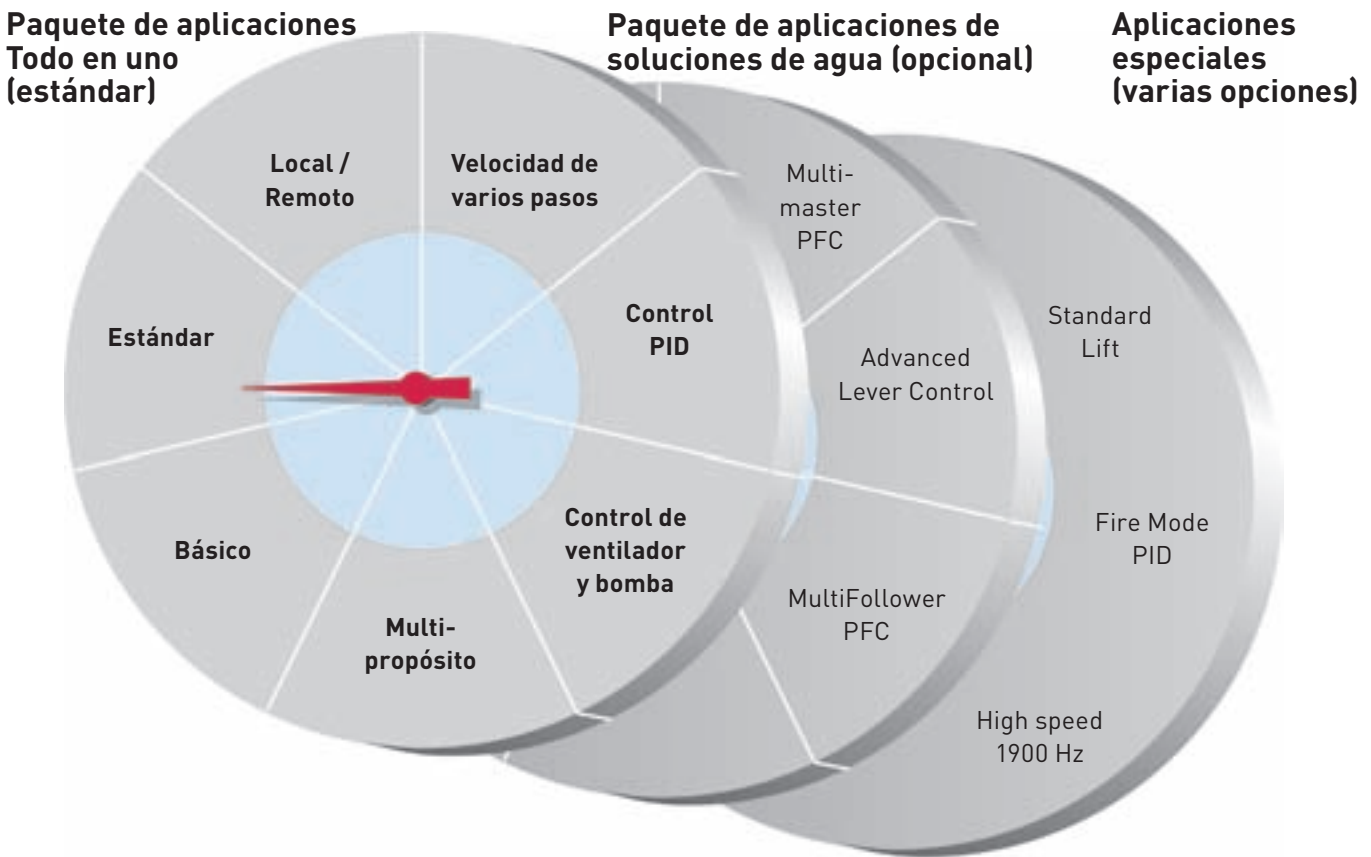 Paquete de aplicaciones
Todo en uno
(estándar)
Paquete de aplicaciones de
soluciones de agua (opcional)
Aplicaciones
especiales
(varias opciones)
Local /
Remoto
Velocidad de
varios pasos
Estándar
Control
PID
Básico
Control de
ventilador
y bomba
Multi-
propósito
Multi-
master
PFC
Advanced
Lever Control
MultiFollower
PFC
Standard
Lift
Fire Mode
PID
High speed
1900 Hz